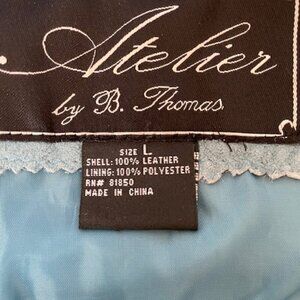 Atelier
by B. Thomas
SIZE L
SHELL: 100% LEATHER
LINING: 100% POLYESTER
RN# 81850
MADE IN CHINA